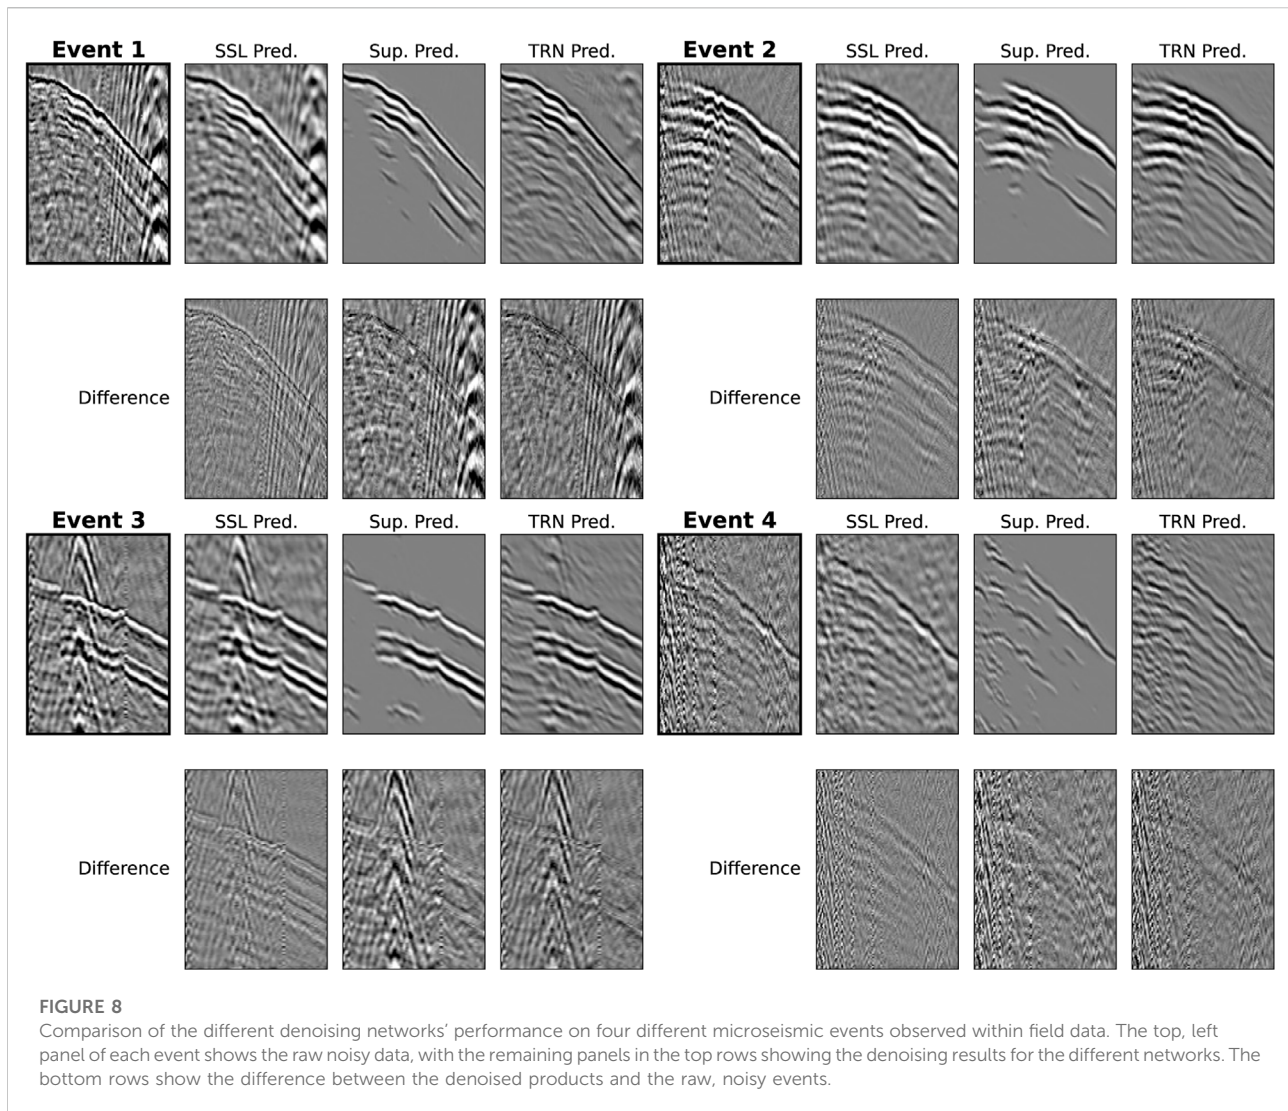 Event 1 SSL Pred. Sup. Pred. TRN Pred. Event 2 SSL Pred. Sup. Pred. TRN Pred.
Difference Difference
Event 3 SSL Pred. Sup. Pred. TRN Pred. Event 4 SSL Pred. Sup. Pred. TRN Pred.
Difference Difference
FIGURE 8
Comparison of the different denoising networks’ performance on four different microseismic events observed within field data. The top, left
panel of each event shows the raw noisy data, with the remaining panels in the top rows showing the denoising results for the different networks. The
bottom rows show the difference between the denoised products and the raw, noisy events.